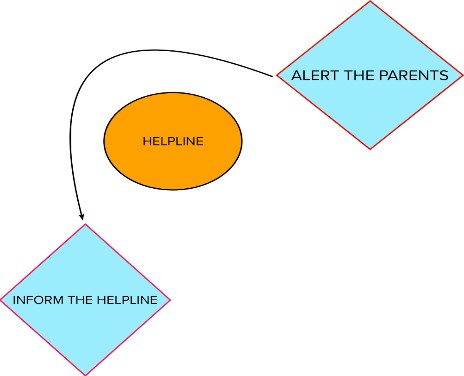 ALERT THE PARENTS
HELPLINE
INFORM THE HELPLINE